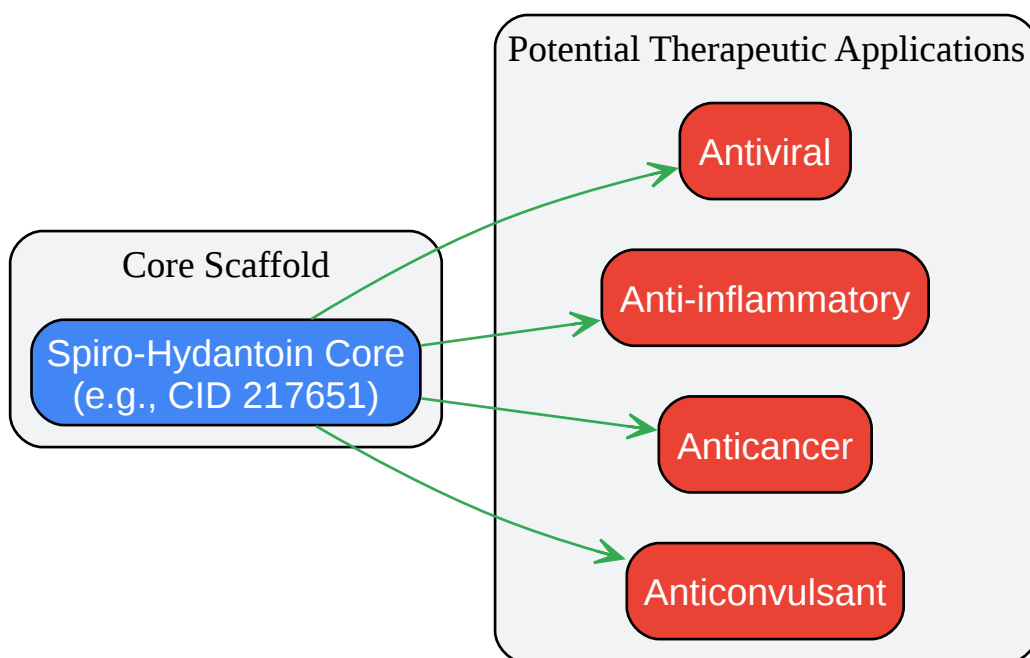 Potential Therapeutic Applications
Antiviral
Core Scaffold
Anti-inflammatory
Spiro-Hydantoin Core
(e.g., CID 217651)
Anticancer
Anticonvulsant